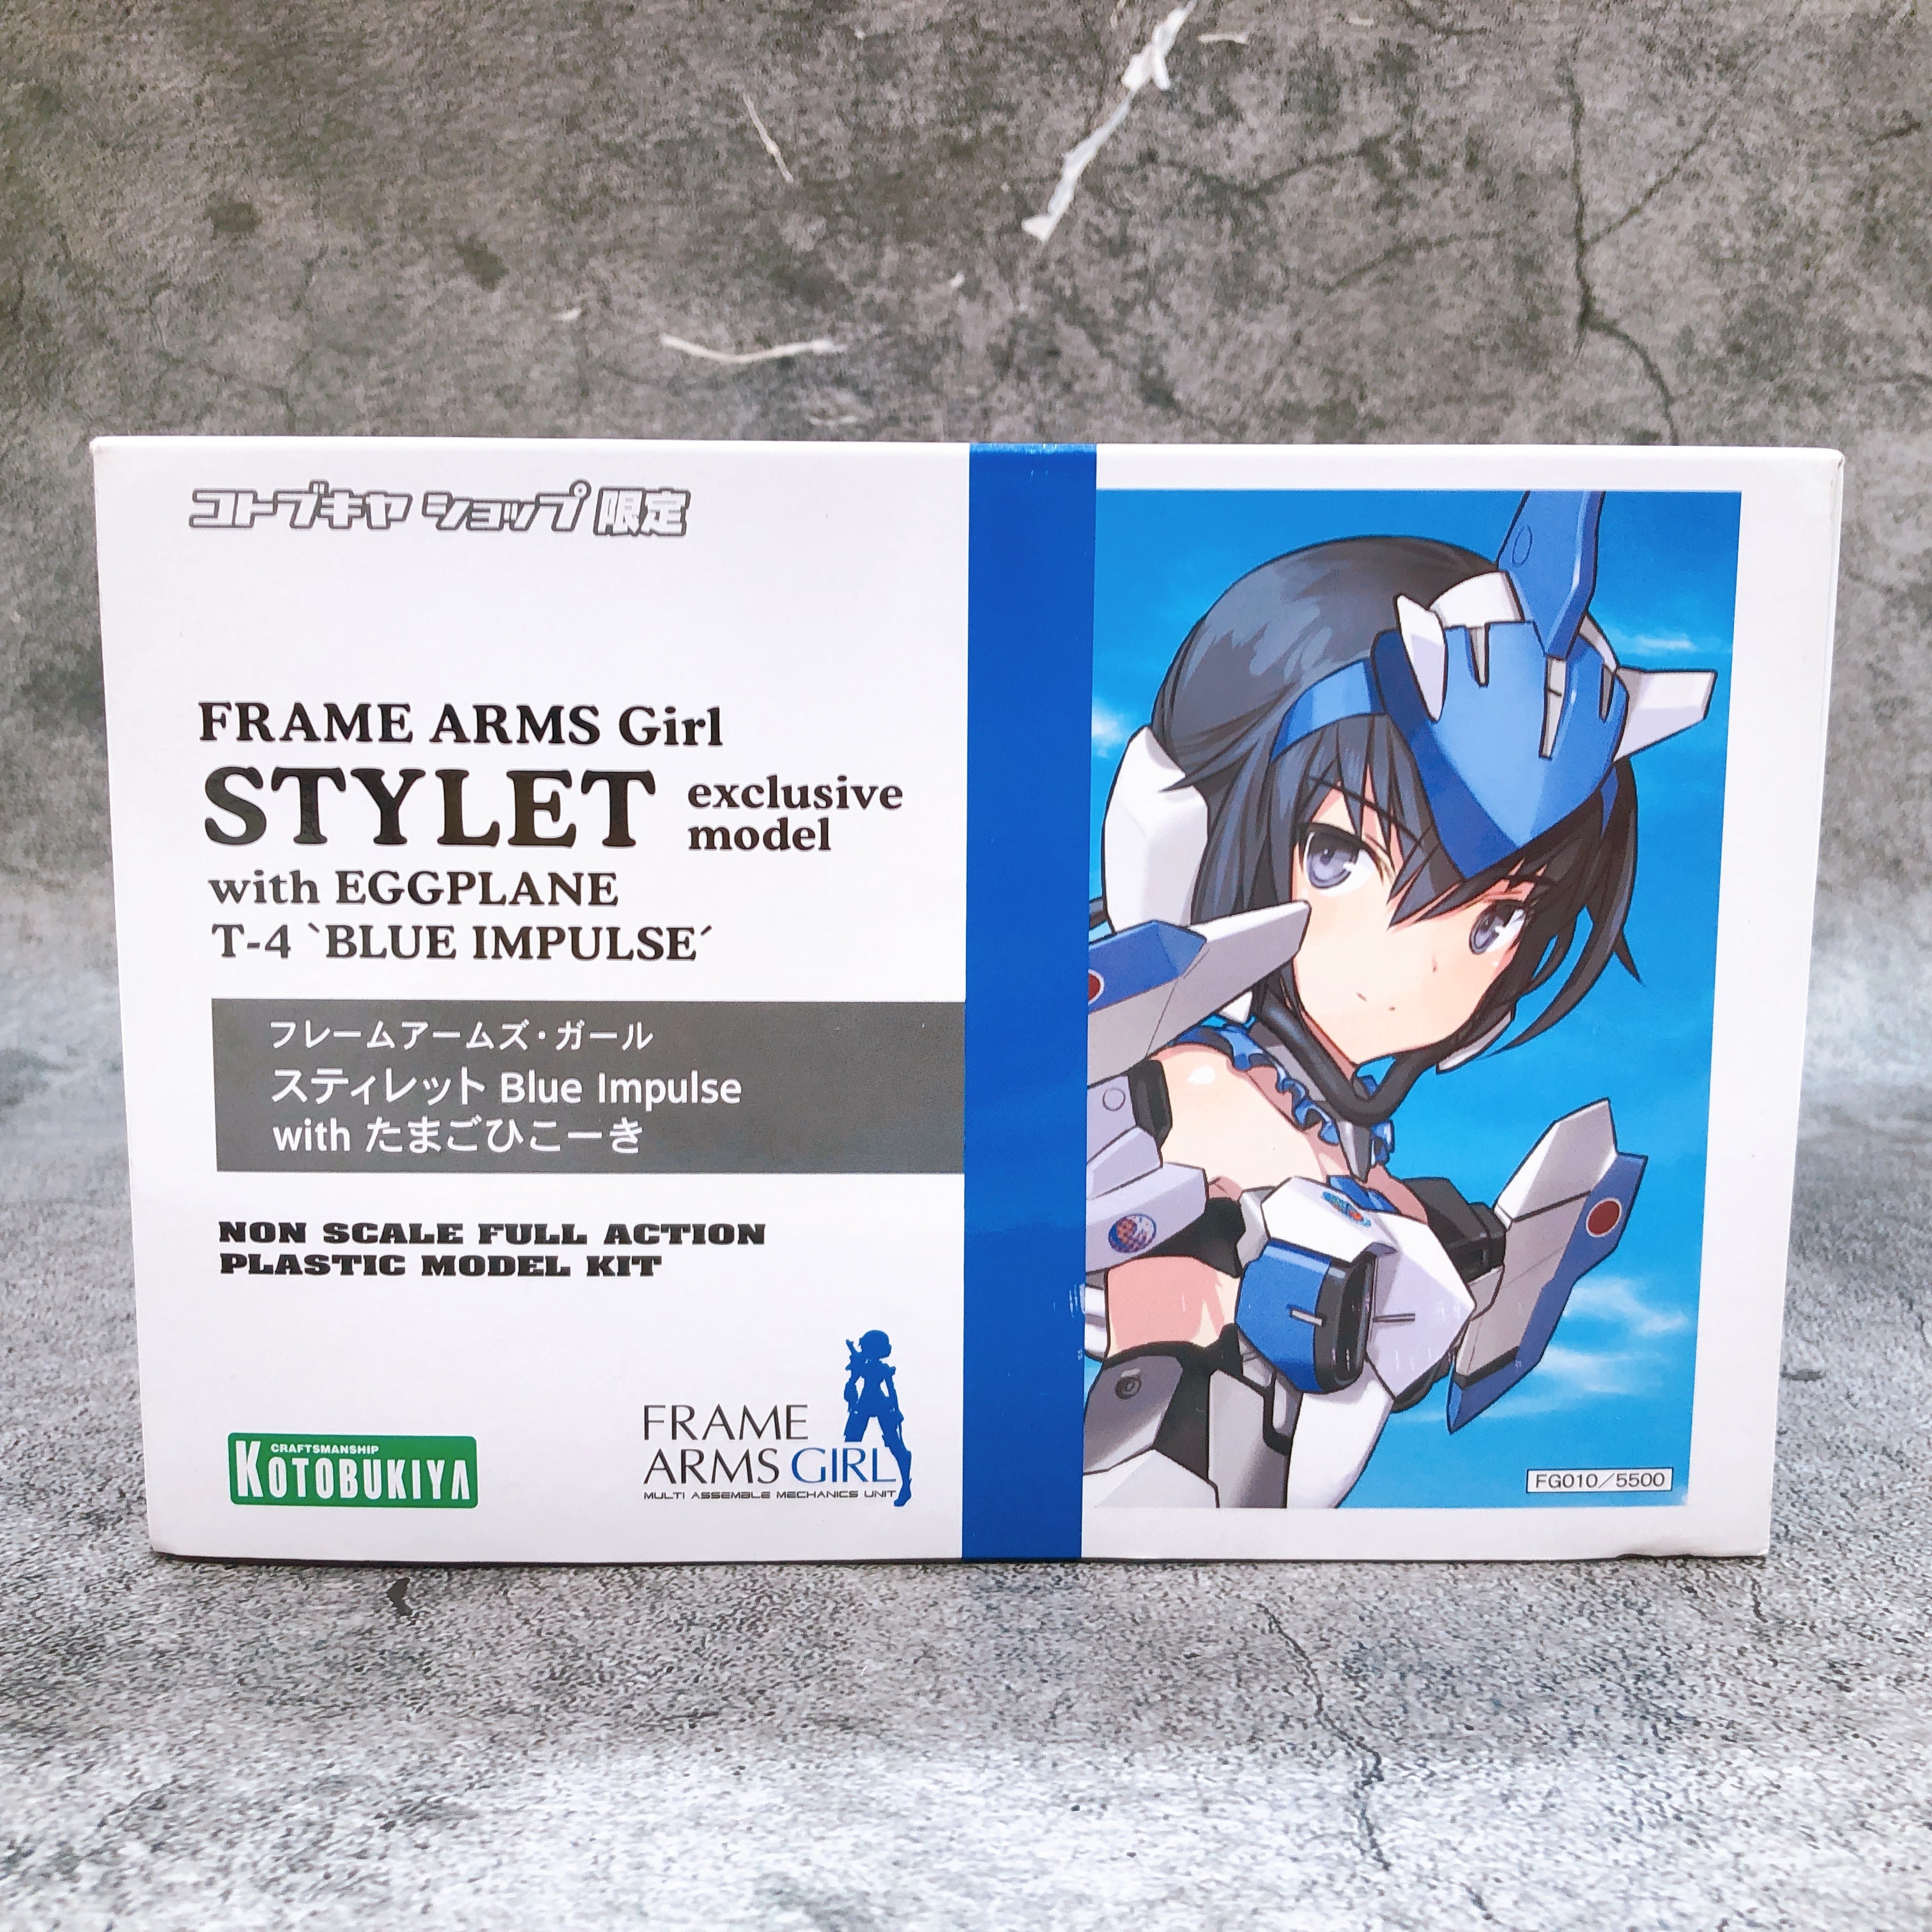 コトブキヤ ショップ 限定
FRAME ARMS Girl
STYLET exclusive model
with EGGPLANE
T-4 `BLUE IMPULSE´
フレームアームズ・ガール
スティレット Blue Impulse
with たまごひこーき
NON SCALE FULL ACTION
PLASTIC MODEL KIT
CRAFTSMANSHIP
KOTOBUKIYA
FRAME
ARMS GIRL
MULTI ASSEMBLE MECHANICS UNIT
FG010/5500